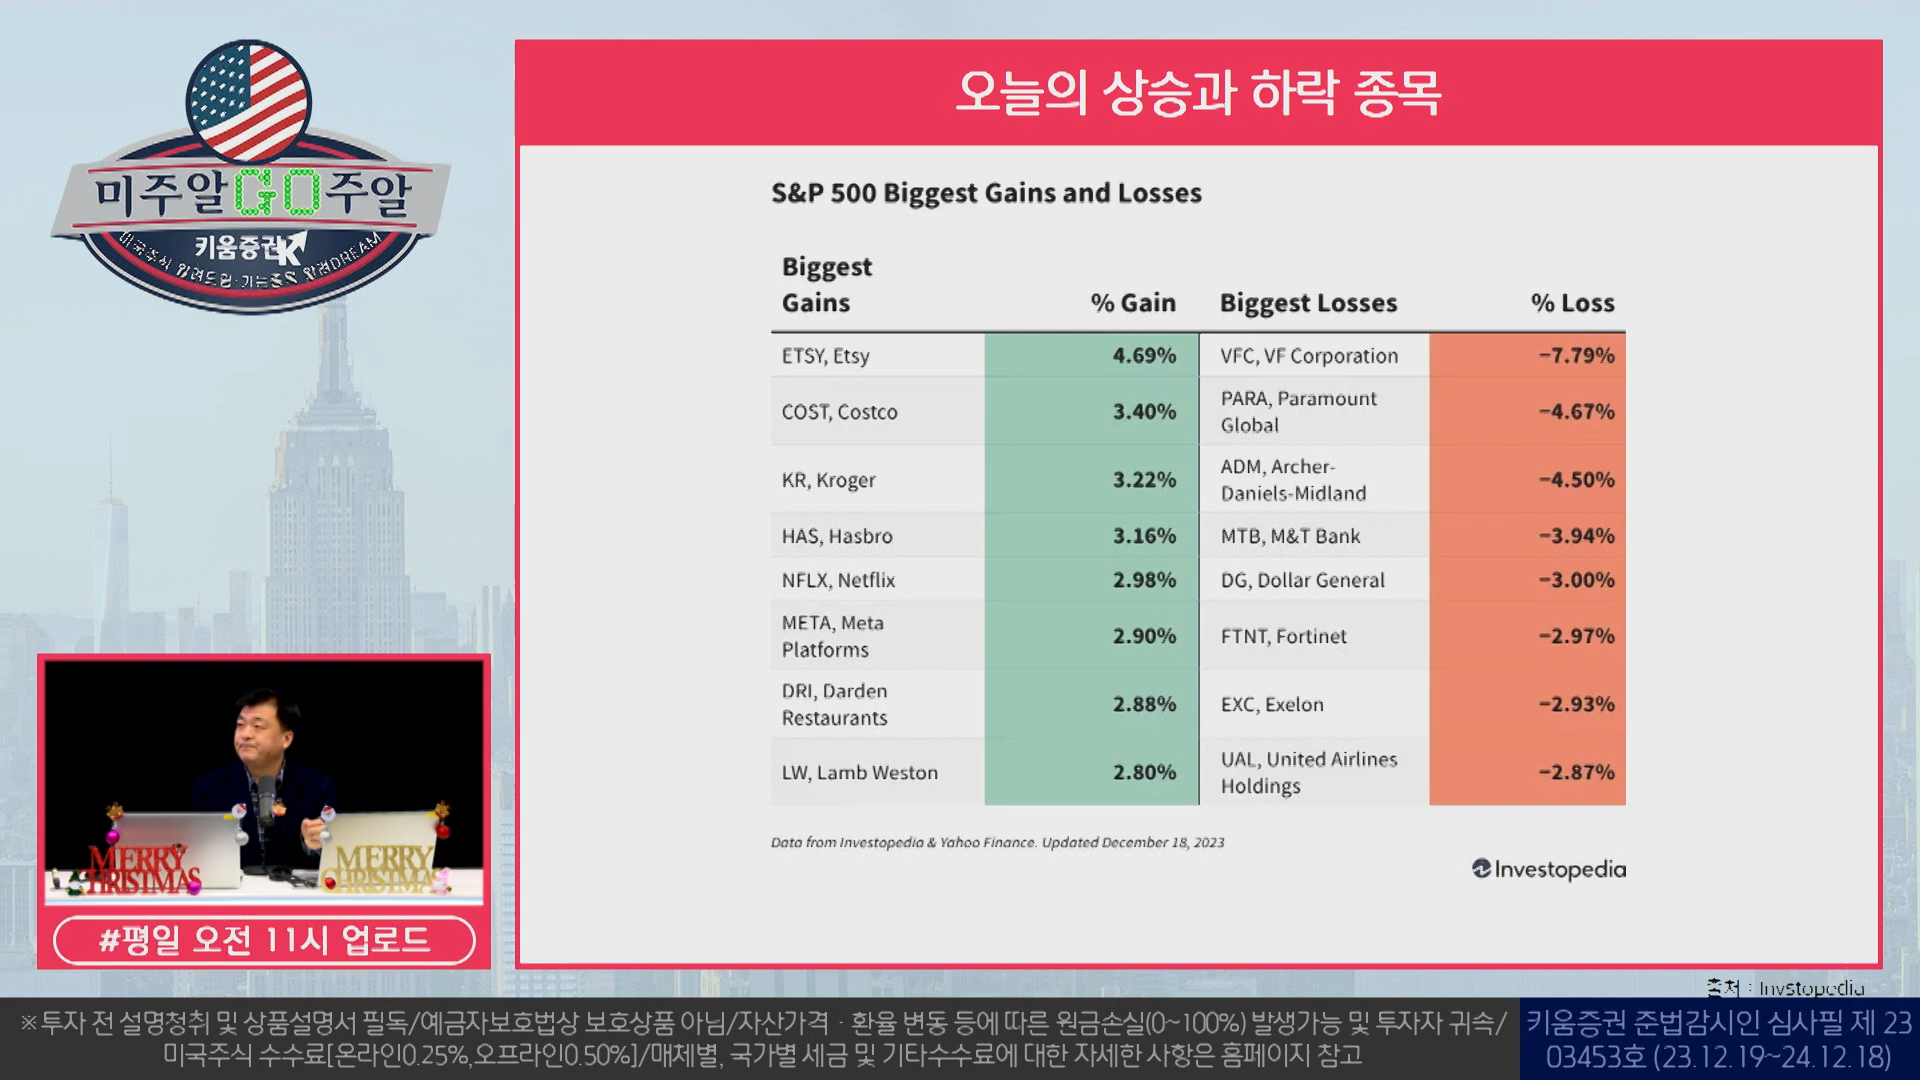 미주알GO주알
키움증권
오늘의 상승과 하락 종목
S&P 500 Biggest Gains and Losses
Biggest Gains % Gain Biggest Losses % Loss
ETSY, Etsy 4.69% VFC, VF Corporation −7.79%
COST, Costco 3.40% PARA, Paramount Global −4.67%
KR, Kroger 3.22% ADM, Archer-Daniels-Midland −4.50%
HAS, Hasbro 3.16% MTB, M&T Bank −3.94%
NFLX, Netflix 2.98% DG, Dollar General −3.00%
META, Meta Platforms 2.90% FTNT, Fortinet −2.97%
DRI, Darden Restaurants 2.88% EXC, Exelon −2.93%
LW, Lamb Weston 2.80% UAL, United Airlines Holdings −2.87%
Data from Investopedia & Yahoo Finance. Updated December 18, 2023
Investopedia
MERRY CHRISTMAS
MERRY CHRISTMAS
#평일 오전 11시 업로드
출처 : Invstopedia
※투자 전 설명청취 및 상품설명서 필독/예금자보호법상 보호상품 아님/자산가격 · 환율 변동 등에 따른 원금손실(0~100%) 발생가능 및 투자자 귀속/
미국주식 수수료[온라인0.25%,오프라인0.50%]/매체별, 국가별 세금 및 기타수수료에 대한 자세한 사항은 홈페이지 참고
키움증권 준법감시인 심사필 제 23
03453호 (23.12.19~24.12.18)